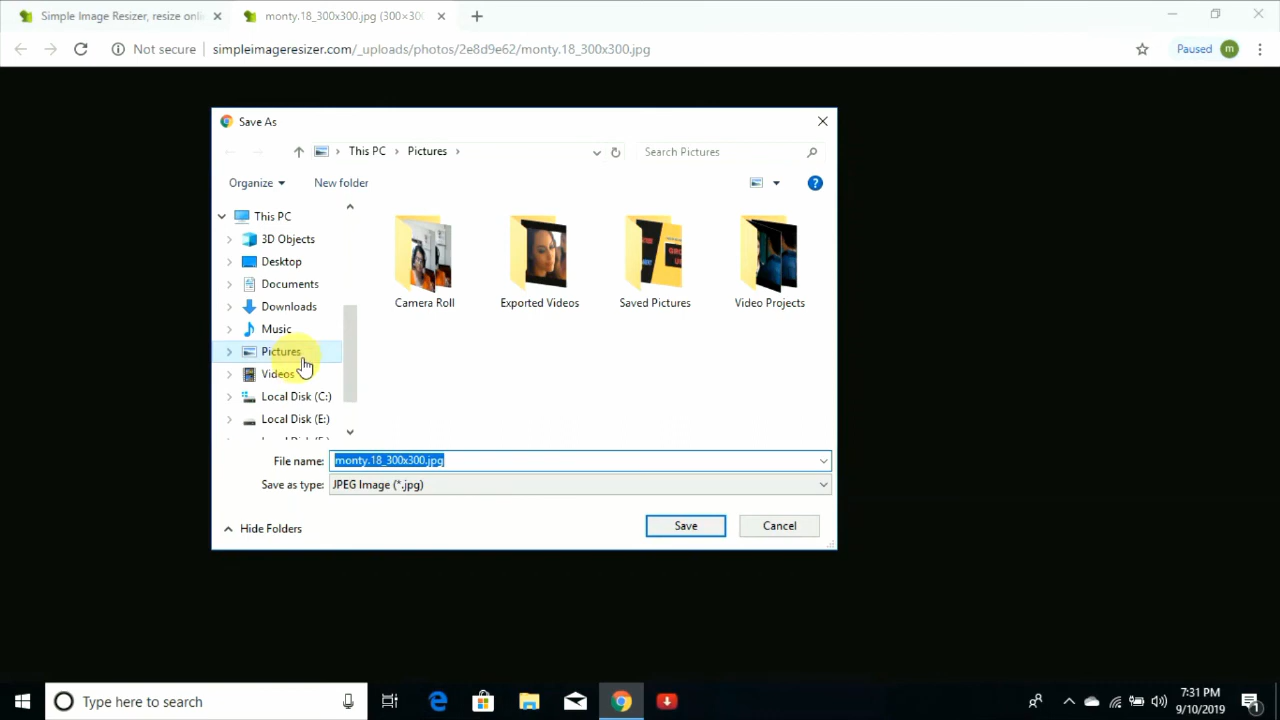 Simple Image Resizer, resize onli
monty.18_300x300.jpg (300×300
Not secure
simpleimageresizer.com/_uploads/photos/2e8d9e62/monty.18_300x300.jpg
Paused
m
Save As
This PC
Pictures
Search Pictures
Organize
New folder
This PC
3D Objects
Desktop
Documents
Downloads
Music
Pictures
Videos
Local Disk (C:)
Local Disk (E:)
Camera Roll
Exported Videos
Saved Pictures
Video Projects
File name:
monty.18_300x300.jpg
Save as type:
JPEG Image (*.jpg)
Hide Folders
Save
Cancel
Type here to search
7:31 PM
9/10/2019
1